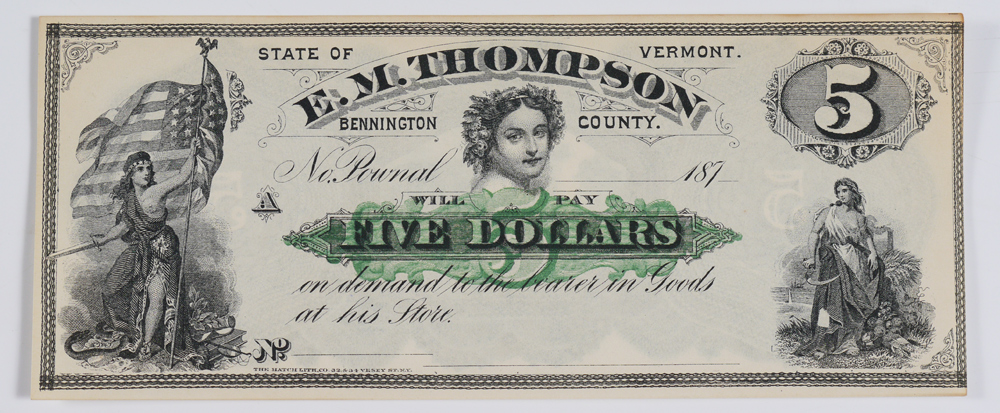 STATE OF VERMONT.
E. M. THOMPSON
BENNINGTON COUNTY.
5
No. Pownal 187
A
WILL PAY
FIVE DOLLARS
on demand to the bearer in Goods
at his Store.
No
THE HATCH LITH. CO. 32 & 34 VESEY ST. N.Y.